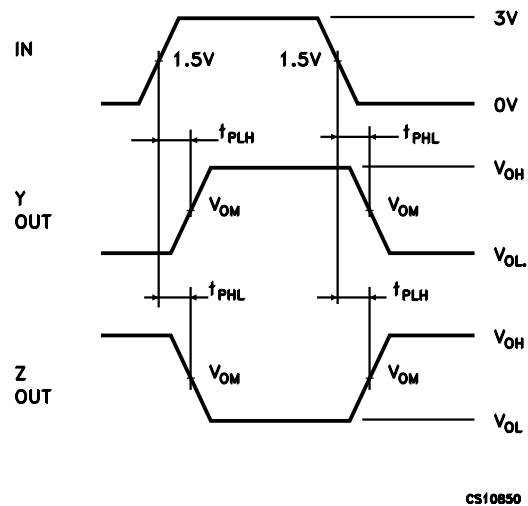 3V
IN
1.5V 1.5V
0V
tPLH tPHL
VOH
Y
OUT
VOM VOM
VOL.
tPHL tPLH
VOH
Z
OUT
VOM VOM
VOL
CS10850